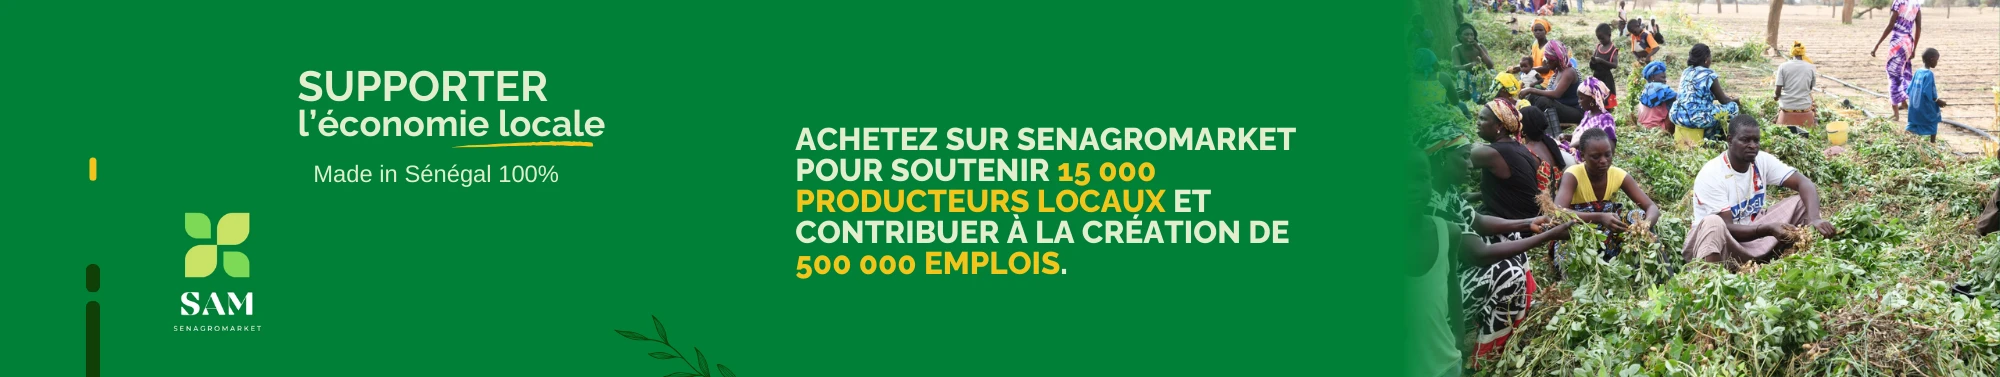 SUPPORTER
l'économie locale
Made in Sénégal 100%
SAM
SENAGROMARKET
ACHETEZ SUR SENAGROMARKET
POUR SOUTENIR 15 000
PRODUCTEURS LOCAUX ET
CONTRIBUER À LA CRÉATION DE
500 000 EMPLOIS.